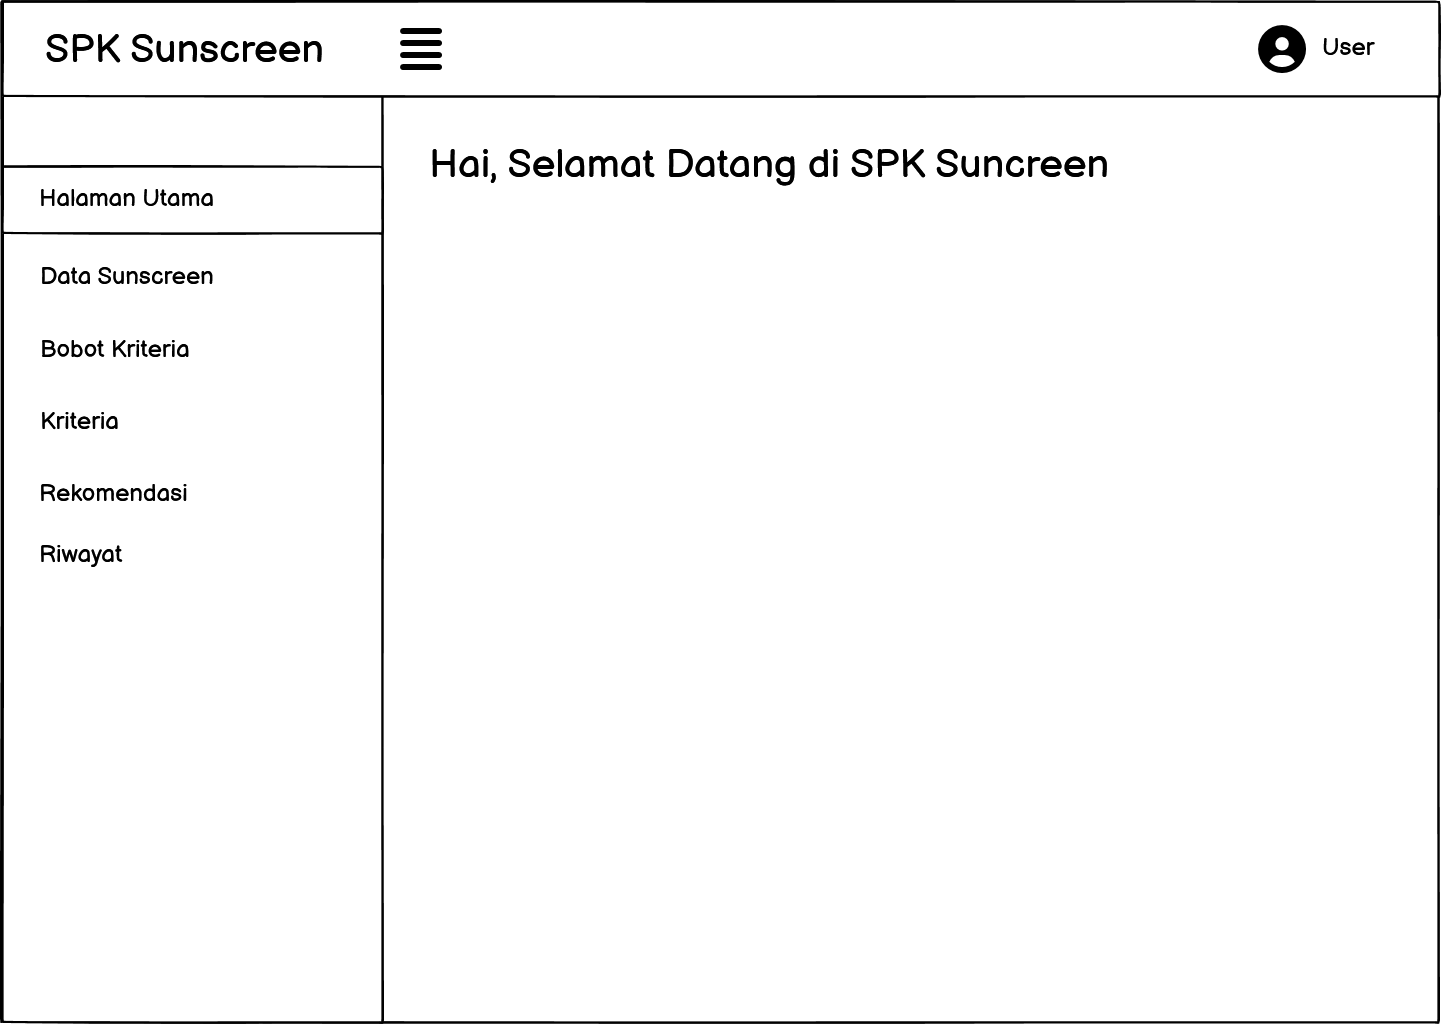 SPK Sunscreen
User
Halaman Utama
Data Sunscreen
Bobot Kriteria
Kriteria
Rekomendasi
Riwayat
Hai, Selamat Datang di SPK Suncreen